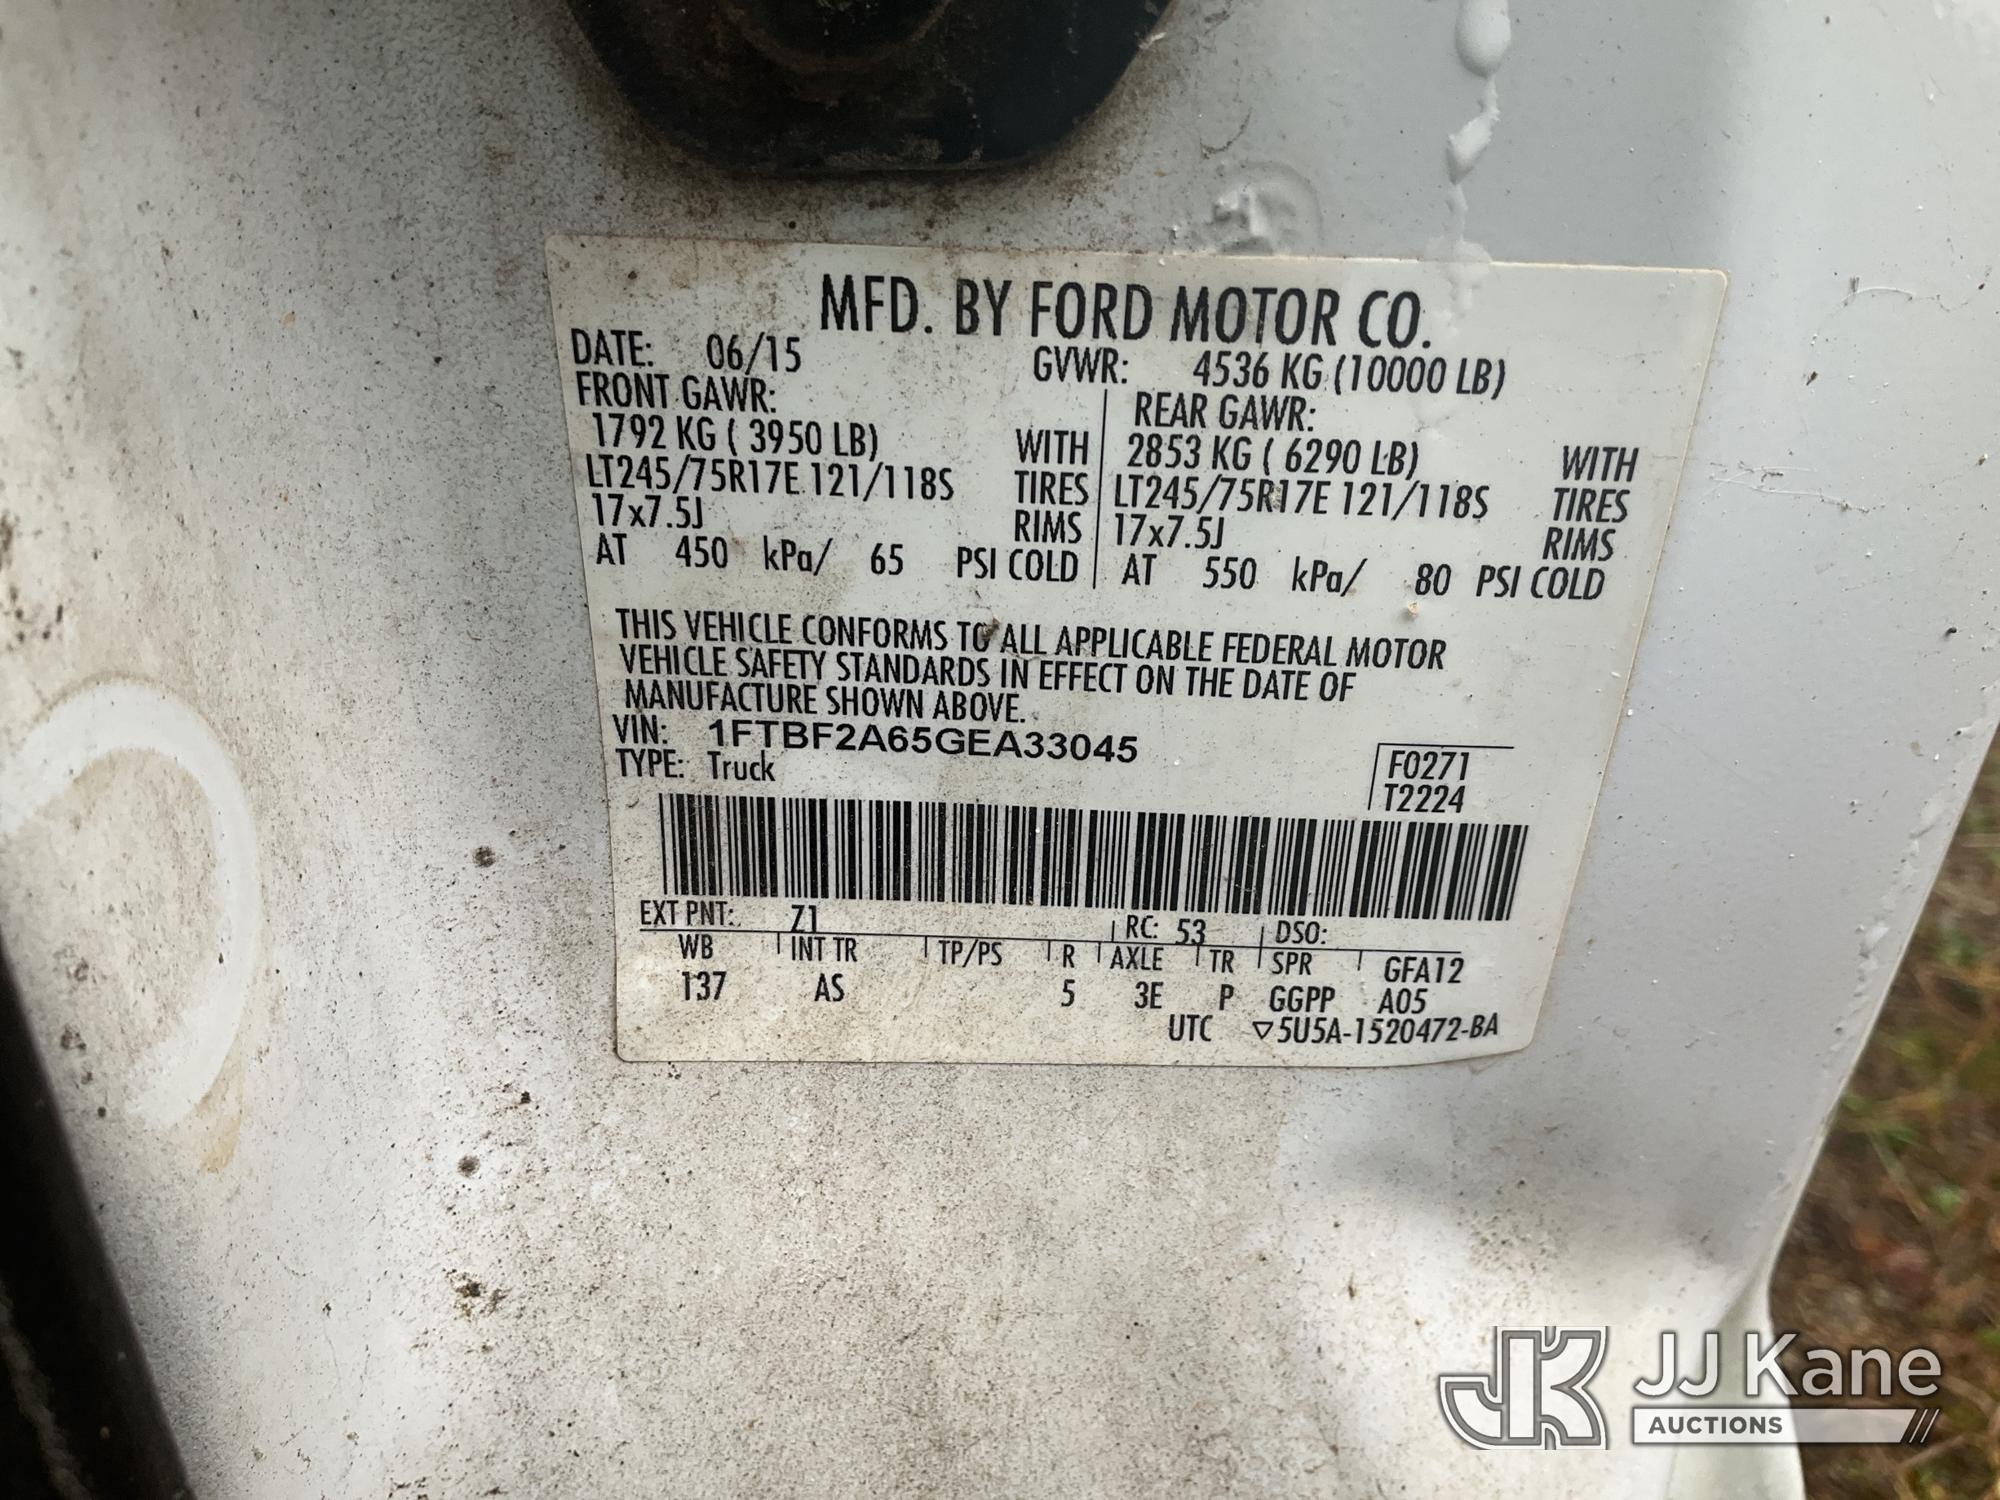 MFD. BY FORD MOTOR CO.
DATE: 06/15 GVWR: 4536 KG (10000 LB)
FRONT GAWR: REAR GAWR:
1792 KG ( 3950 LB) WITH 2853 KG ( 6290 LB) WITH
LT245/75R17E 121/118S TIRES LT245/75R17E 121/118S TIRES
17x7.5J RIMS 17x7.5J RIMS
AT 450 kPa/ 65 PSI COLD AT 550 kPa/ 80 PSI COLD
THIS VEHICLE CONFORMS TO ALL APPLICABLE FEDERAL MOTOR
VEHICLE SAFETY STANDARDS IN EFFECT ON THE DATE OF
MANUFACTURE SHOWN ABOVE.
VIN: 1FTBF2A65GEA33045
TYPE: Truck
F0271
T2224
EXT PNT: Z1 RC: 53 DSO:
WB INT TR TP/PS R AXLE TR SPR GFA12
137 AS 5 3E P GGPP A05
UTC ▽5U5A-1520472-BA
JK JJ Kane
AUCTIONS